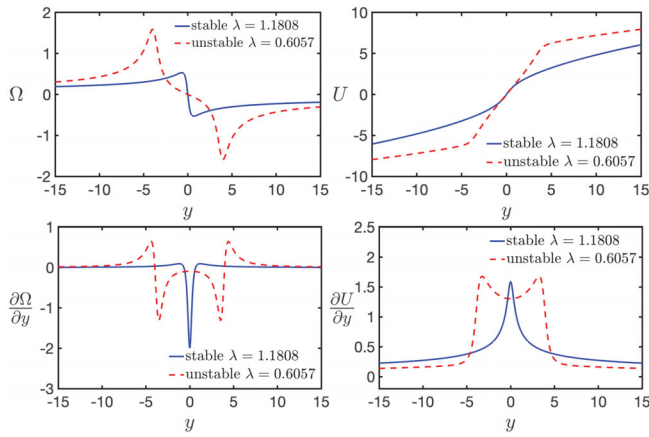 2
1
Ω
0
-1
-2
stable λ = 1.1808
unstable λ = 0.6057
-15 -10 -5 0 5 10 15
y
10
5
U
0
-5
-10
stable λ = 1.1808
unstable λ = 0.6057
-15 -10 -5 0 5 10 15
y
1
0
∂Ω
∂y
-1
-2
-3
stable λ = 1.1808
unstable λ = 0.6057
-15 -10 -5 0 5 10 15
y
2.5
2
1.5
∂U
∂y
1
0.5
0
stable λ = 1.1808
unstable λ = 0.6057
-15 -10 -5 0 5 10 15
y